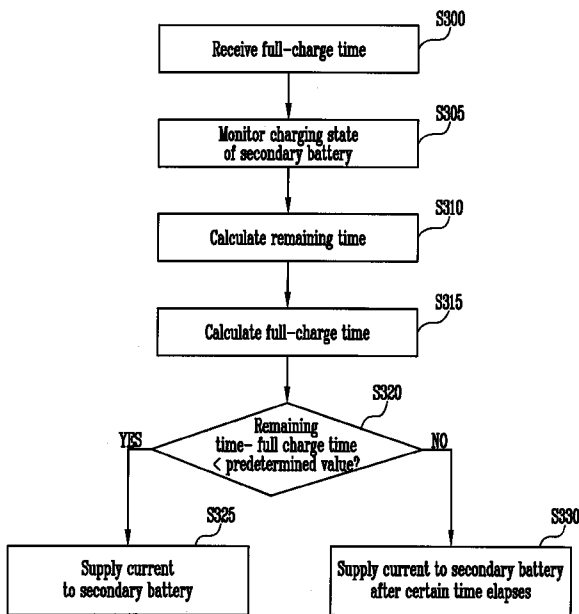 S300
Receive full-charge time
S305
Monitor charging state
of secondary battery
S310
Calculate remaining time
S315
Calculate full-charge time
S320
Remaining
time- full charge time
< predetermined value?
YES
NO
S325
Supply current
to secondary battery
S330
Supply current to secondary battery
after certain time elapses